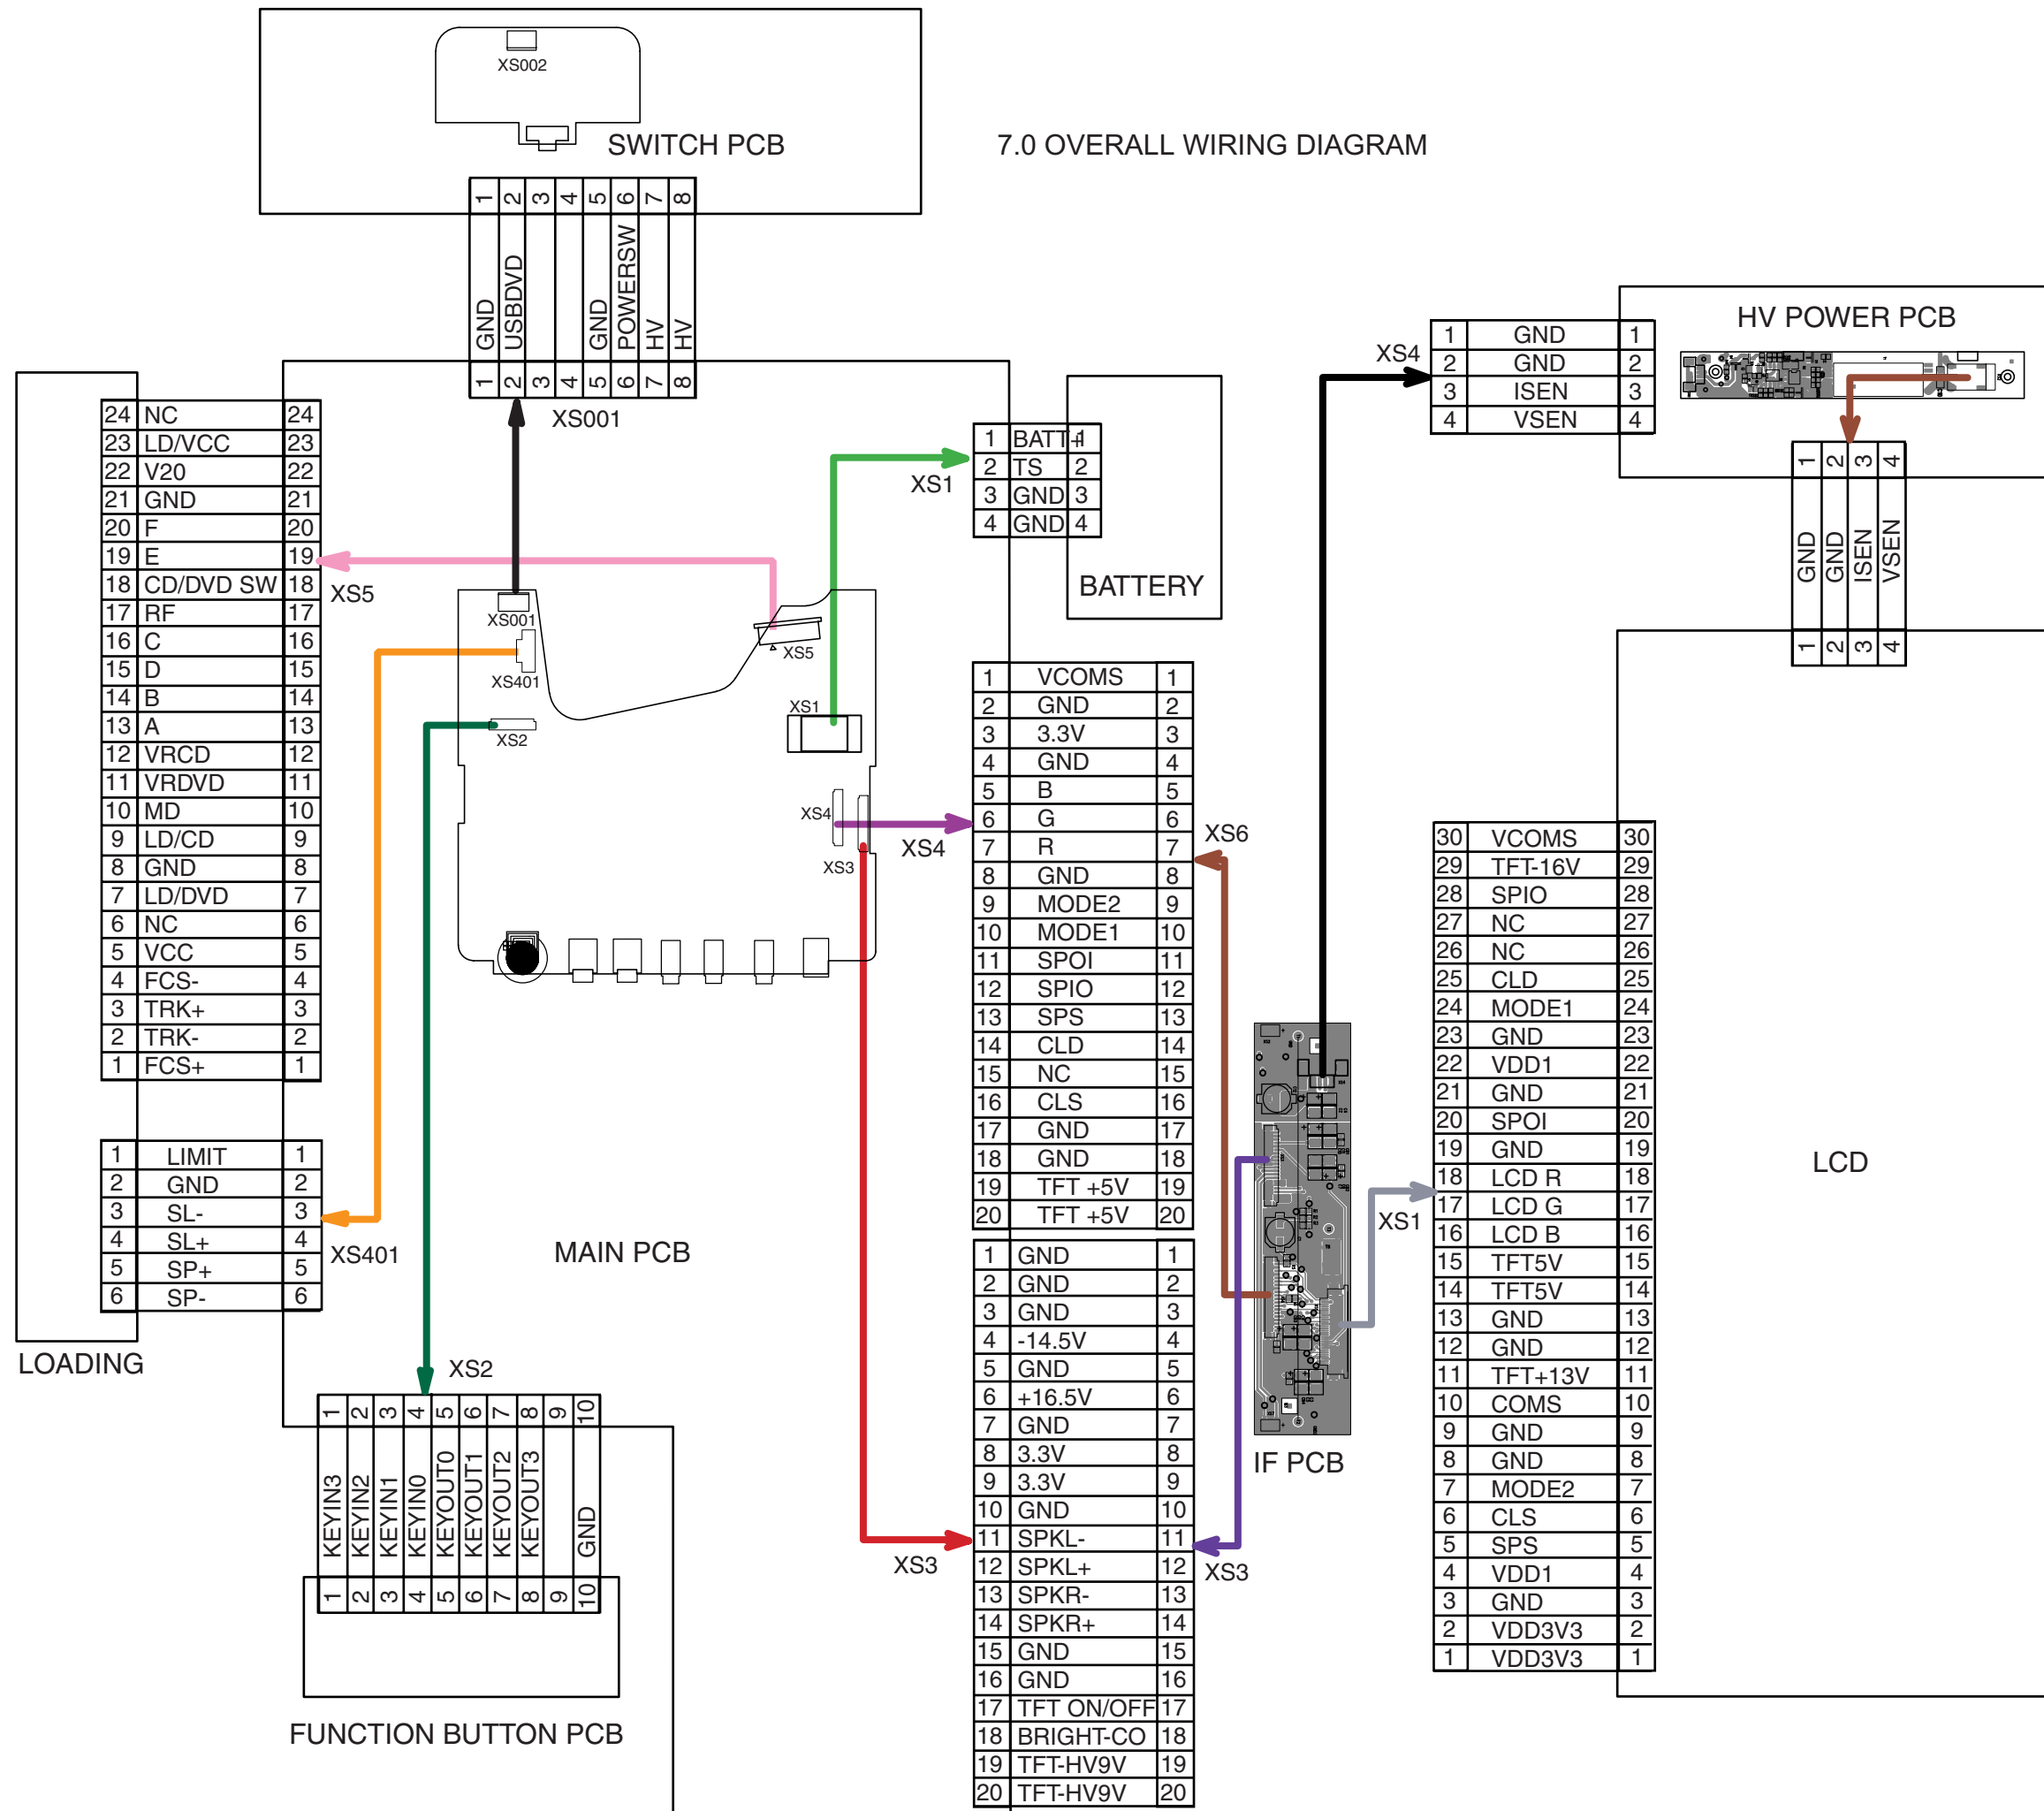 XS002
SWITCH PCB
7.0 OVERALL WIRING DIAGRAM
1 2 3 4 5 6 7 8
GND
USBDVD
GND
POWERSW
HV
HV
1 2 3 4 5 6 7 8
XS001
24 NC 24
23 LD/VCC 23
22 V20 22
21 GND 21
20 F 20
19 E 19
18 CD/DVD SW 18
17 RF 17
16 C 16
15 D 15
14 B 14
13 A 13
12 VRCD 12
11 VRDVD 11
10 MD 10
9 LD/CD 9
8 GND 8
7 LD/DVD 7
6 NC 6
5 VCC 5
4 FCS- 4
3 TRK+ 3
2 TRK- 2
1 FCS+ 1
XS5
1 LIMIT 1
2 GND 2
3 SL- 3
4 SL+ 4
5 SP+ 5
6 SP- 6
XS401
LOADING
XS001
XS401
XS2
XS5
XS1
XS4
XS3
MAIN PCB
XS2
1 2 3 4 5 6 7 8 9 10
KEYIN3
KEYIN2
KEYIN1
KEYIN0
KEYOUT0
KEYOUT1
KEYOUT2
KEYOUT3
GND
1 2 3 4 5 6 7 8 9 10
FUNCTION BUTTON PCB
XS1
1 BATT+ 1
2 TS 2
3 GND 3
4 GND 4
BATTERY
XS4
1 VCOMS 1
2 GND 2
3 3.3V 3
4 GND 4
5 B 5
6 G 6
7 R 7
8 GND 8
9 MODE2 9
10 MODE1 10
11 SPOI 11
12 SPIO 12
13 SPS 13
14 CLD 14
15 NC 15
16 CLS 16
17 GND 17
18 GND 18
19 TFT +5V 19
20 TFT +5V 20
XS6
XS3
1 GND 1
2 GND 2
3 GND 3
4 -14.5V 4
5 GND 5
6 +16.5V 6
7 GND 7
8 3.3V 8
9 3.3V 9
10 GND 10
11 SPKL- 11
12 SPKL+ 12
13 SPKR- 13
14 SPKR+ 14
15 GND 15
16 GND 16
17 TFT ON/OFF 17
18 BRIGHT-CO 18
19 TFT-HV9V 19
20 TFT-HV9V 20
XS3
IF PCB
XS4
1 GND 1
2 GND 2
3 ISEN 3
4 VSEN 4
HV POWER PCB
1 2 3 4
GND
GND
ISEN
VSEN
1 2 3 4
XS1
30 VCOMS 30
29 TFT-16V 29
28 SPIO 28
27 NC 27
26 NC 26
25 CLD 25
24 MODE1 24
23 GND 23
22 VDD1 22
21 GND 21
20 SPOI 20
19 GND 19
18 LCD R 18
17 LCD G 17
16 LCD B 16
15 TFT5V 15
14 TFT5V 14
13 GND 13
12 GND 12
11 TFT+13V 11
10 COMS 10
9 GND 9
8 GND 8
7 MODE2 7
6 CLS 6
5 SPS 5
4 VDD1 4
3 GND 3
2 VDD3V3 2
1 VDD3V3 1
LCD